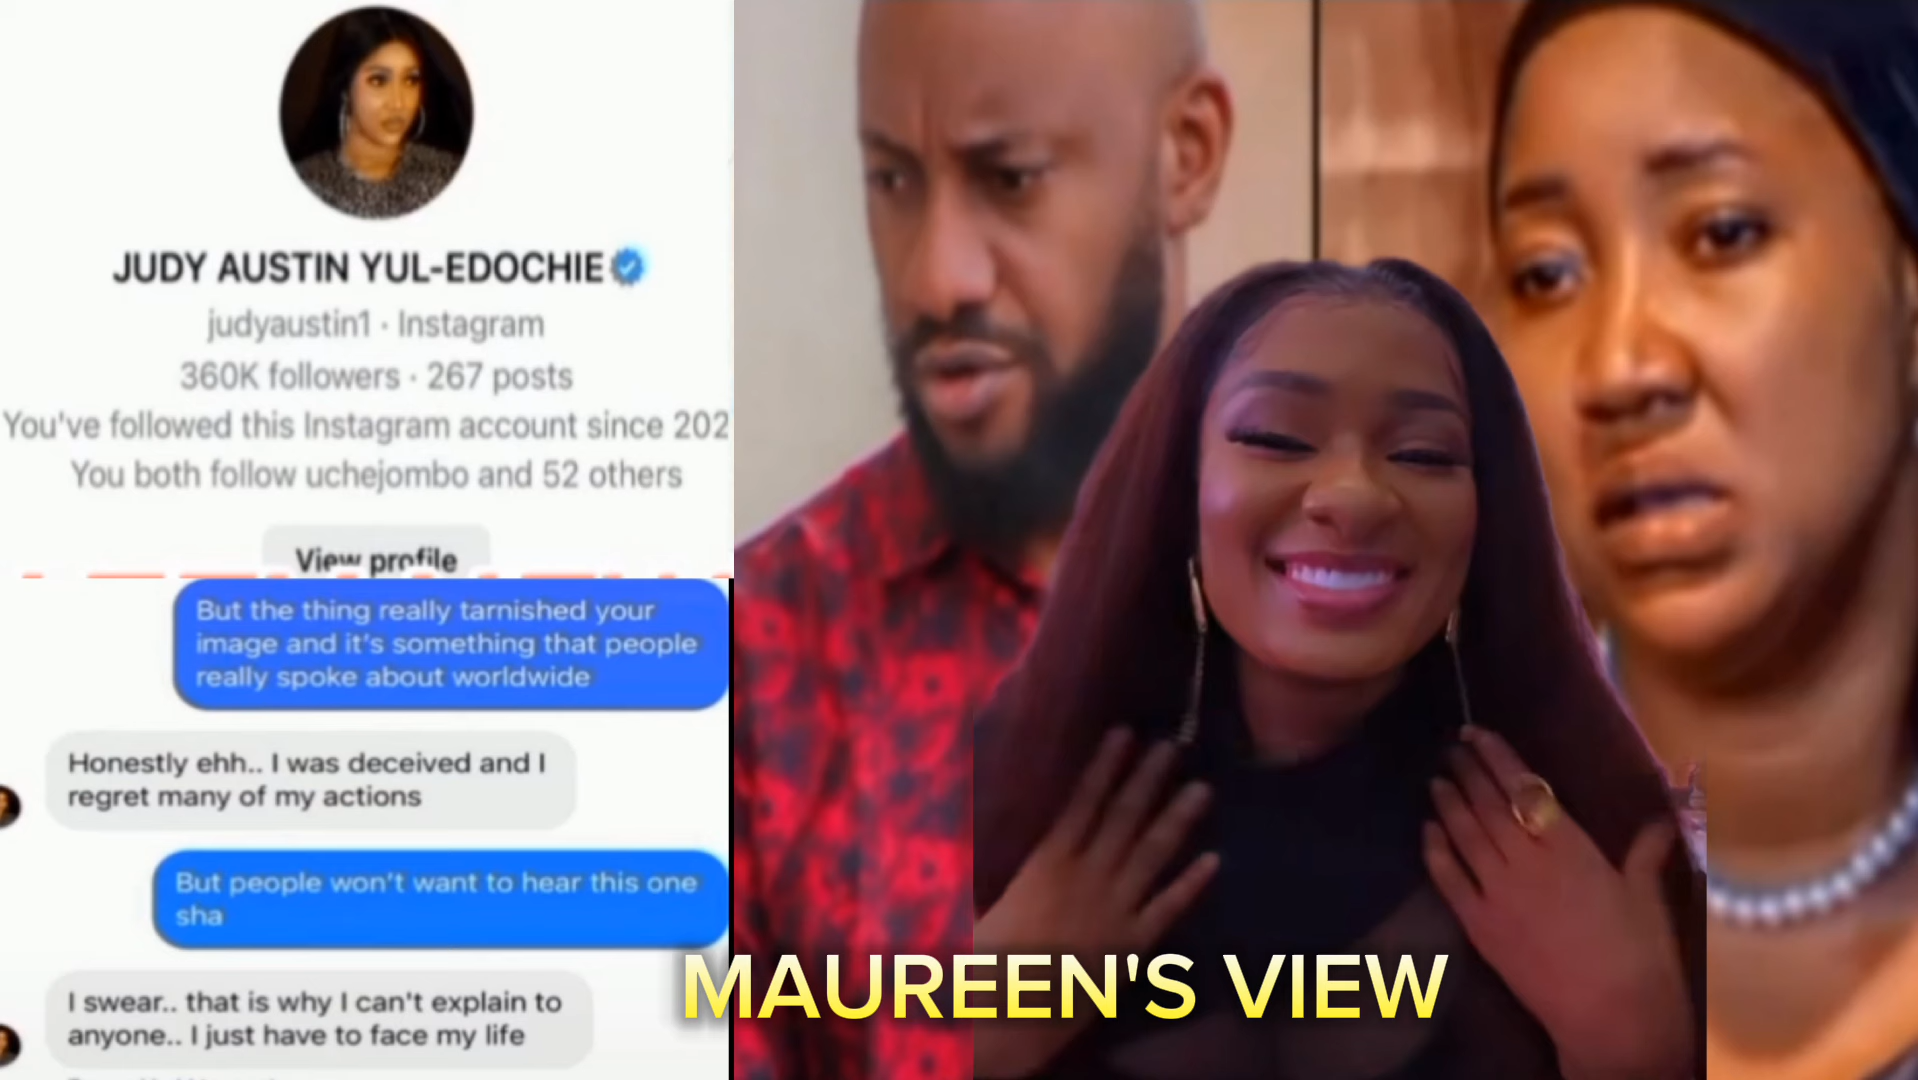 JUDY AUSTIN YUL-EDOCHIE
judyaustin1 · Instagram
360K followers · 267 posts
You've followed this Instagram account since 202
You both follow uchejombo and 52 others
View profile
But the thing really tarnished your
image and it's something that people
really spoke about worldwide
Honestly ehh.. I was deceived and I
regret many of my actions
But people won't want to hear this one
sha
I swear.. that is why I can't explain to
anyone.. I just have to face my life
MAUREEN'S VIEW